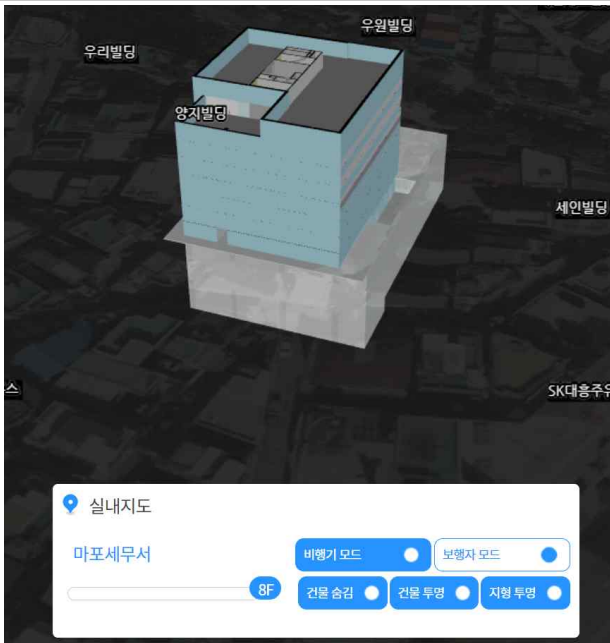 우원빌딩
우리빌딩
양지빌딩
세인빌딩
스
SK대흥주유
실내지도
마포세무서
비행기 모드
보행자 모드
8F
건물 숨김
건물 투명
지형 투명